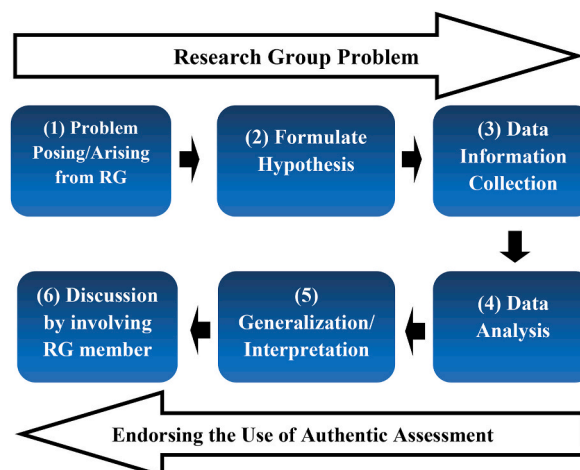 Research Group Problem
(1) Problem
Posing/Arising
from RG
(2) Formulate
Hypothesis
(3) Data
Information
Collection
(4) Data
Analysis
(5)
Generalization/
Interpretation
(6) Discussion
by involving
RG member
Endorsing the Use of Authentic Assessment